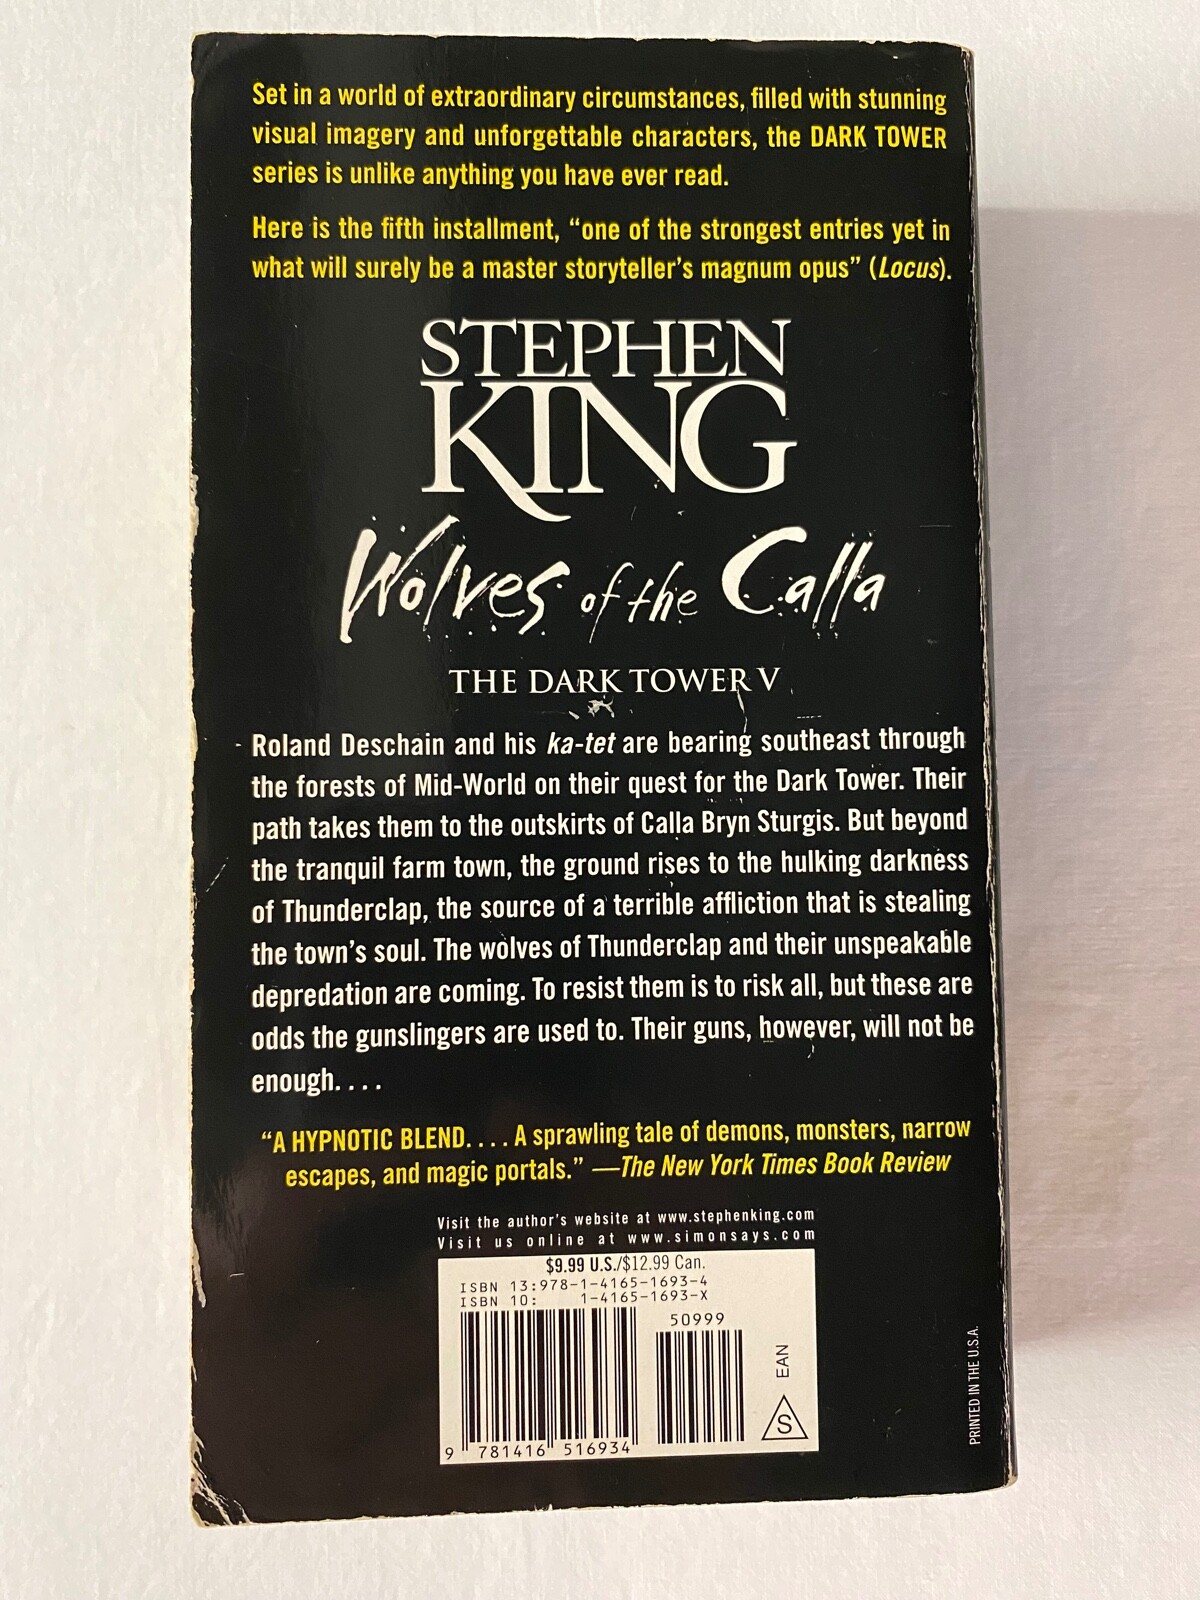 Set in a world of extraordinary circumstances, filled with stunning
visual imagery and unforgettable characters, the DARK TOWER
series is unlike anything you have ever read.
Here is the fifth installment, “one of the strongest entries yet in
what will surely be a master storyteller’s magnum opus” (Locus).
STEPHEN
KING
Wolves of the Calla
THE DARK TOWER V
Roland Deschain and his ka-tet are bearing southeast through
the forests of Mid-World on their quest for the Dark Tower. Their
path takes them to the outskirts of Calla Bryn Sturgis. But beyond
the tranquil farm town, the ground rises to the hulking darkness
of Thunderclap, the source of a terrible affliction that is stealing
the town’s soul. The wolves of Thunderclap and their unspeakable
depredation are coming. To resist them is to risk all, but these are
odds the gunslingers are used to. Their guns, however, will not be
enough. . . .
“A HYPNOTIC BLEND. . . . A sprawling tale of demons, monsters, narrow
escapes, and magic portals.” —The New York Times Book Review
Visit the author’s website at www.stephenking.com
Visit us online at www.simonsays.com
$9.99 U.S./$12.99 Can.
ISBN 13:978-1-4165-1693-4
ISBN 10: 1-4165-1693-X
50999
EAN
S
9 781416 516934
PRINTED IN THE U.S.A.